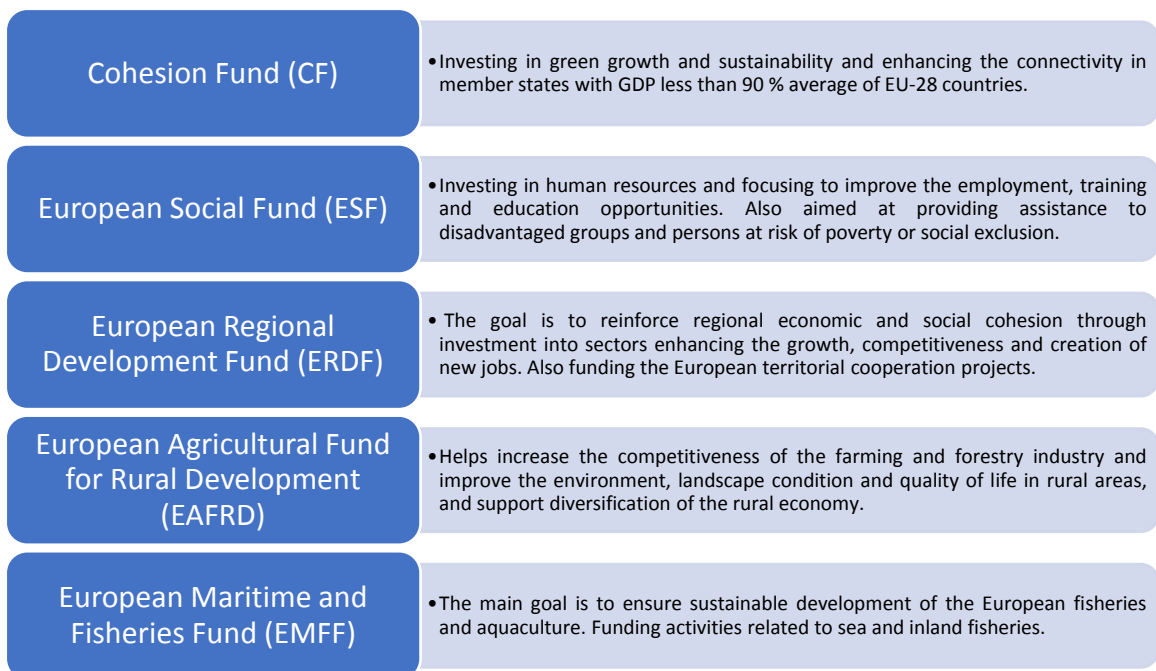 Cohesion Fund (CF)
•Investing in green growth and sustainability and enhancing the connectivity in
member states with GDP less than 90 % average of EU-28 countries.
European Social Fund (ESF)
•Investing in human resources and focusing to improve the employment, training
and education opportunities. Also aimed at providing assistance to
disadvantaged groups and persons at risk of poverty or social exclusion.
European Regional
Development Fund (ERDF)
• The goal is to reinforce regional economic and social cohesion through
investment into sectors enhancing the growth, competitiveness and creation of
new jobs. Also funding the European territorial cooperation projects.
European Agricultural Fund
for Rural Development
(EAFRD)
•Helps increase the competitiveness of the farming and forestry industry and
improve the environment, landscape condition and quality of life in rural areas,
and support diversification of the rural economy.
European Maritime and
Fisheries Fund (EMFF)
•The main goal is to ensure sustainable development of the European fisheries
and aquaculture. Funding activities related to sea and inland fisheries.